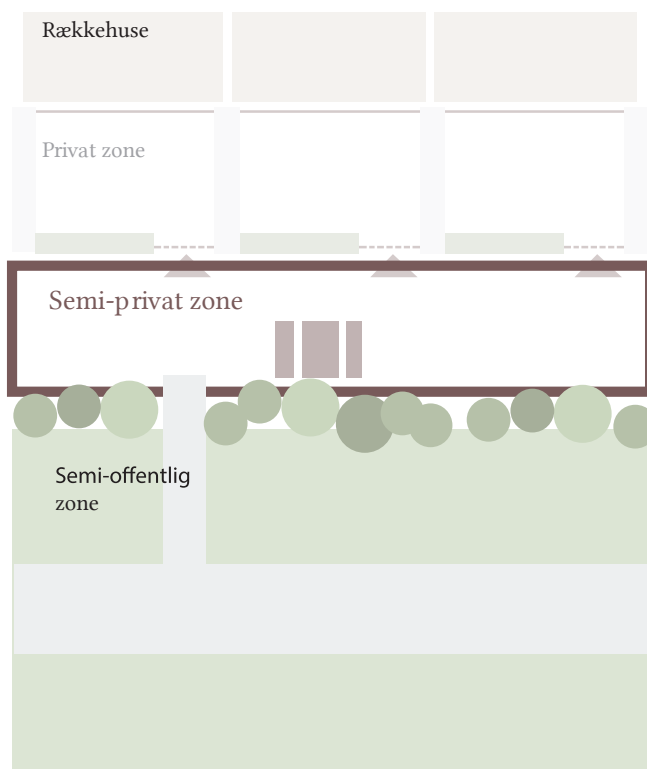 Rækkehuse
Privat zone
Semi-privat zone
Semi-offentlig
zone